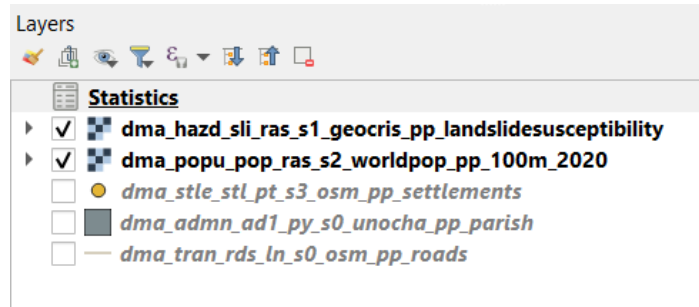 Layers
Statistics
dma_hazd_sli_ras_s1_geocris_pp_landslidesusceptibility
dma_popu_pop_ras_s2_worldpop_pp_100m_2020
dma_stle_stl_pt_s3_osm_pp_settlements
dma_admn_ad1_py_s0_unocha_pp_parish
dma_tran_rds_ln_s0_osm_pp_roads